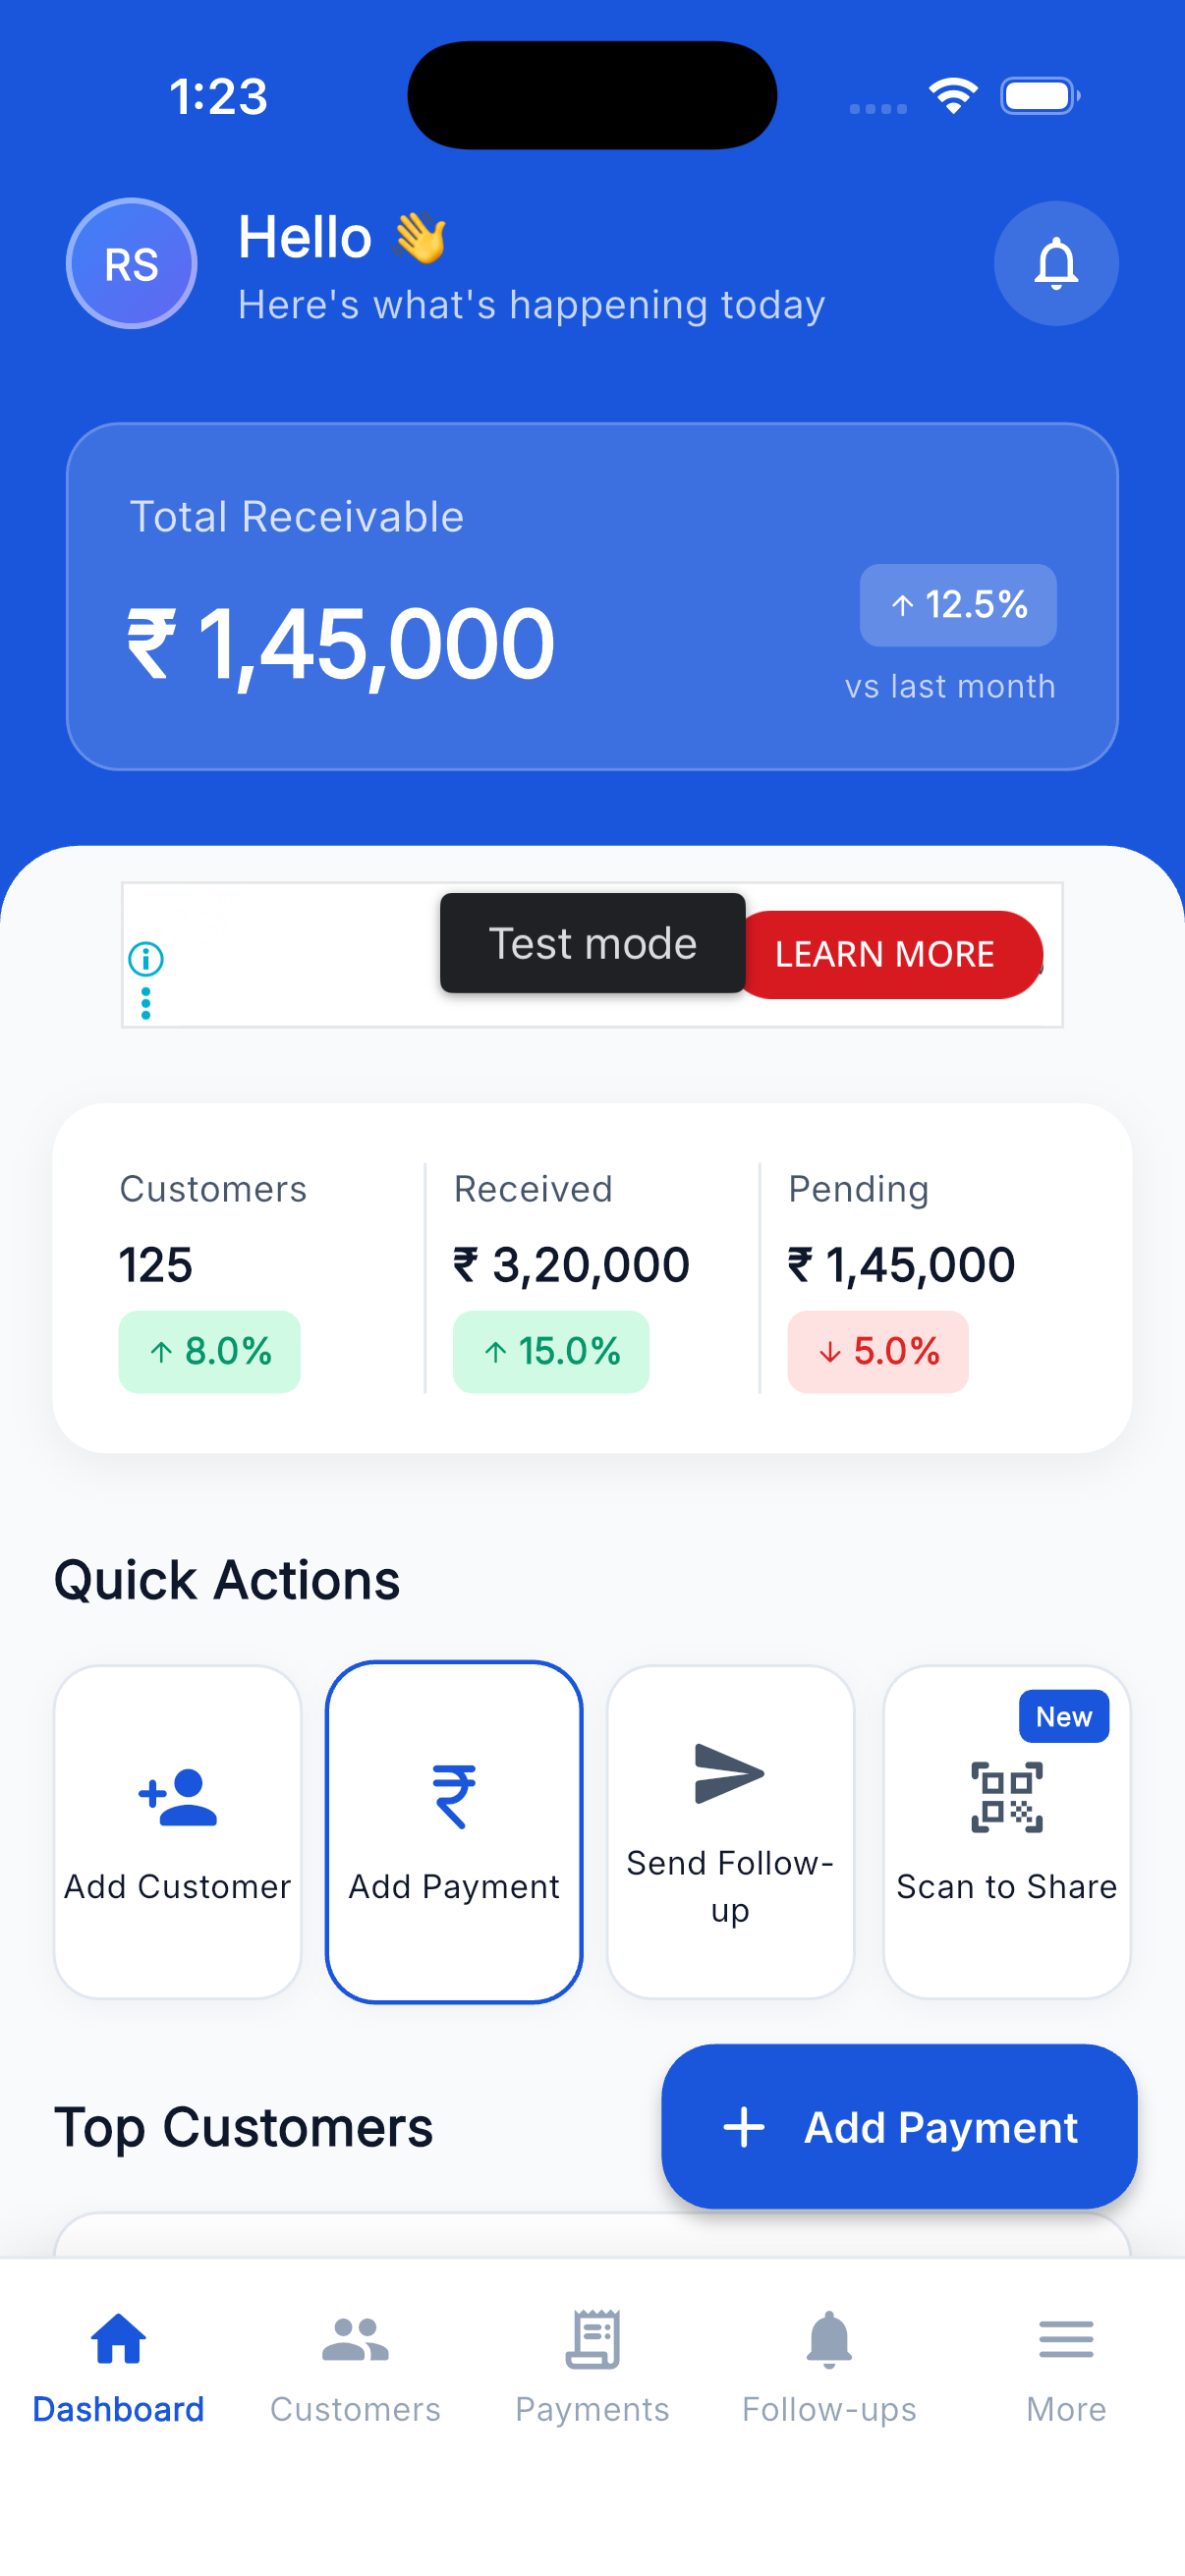 1:23
RS
Hello 👋
Here's what's happening today
Total Receivable
₹ 1,45,000
↑ 12.5%
vs last month
Test mode
LEARN MORE
Customers
Received
Pending
125
₹ 3,20,000
₹ 1,45,000
↑ 8.0%
↑ 15.0%
↓ 5.0%
Quick Actions
New
Add Customer
Add Payment
Send Follow-
up
Scan to Share
Top Customers
+ Add Payment
Dashboard
Customers
Payments
Follow-ups
More